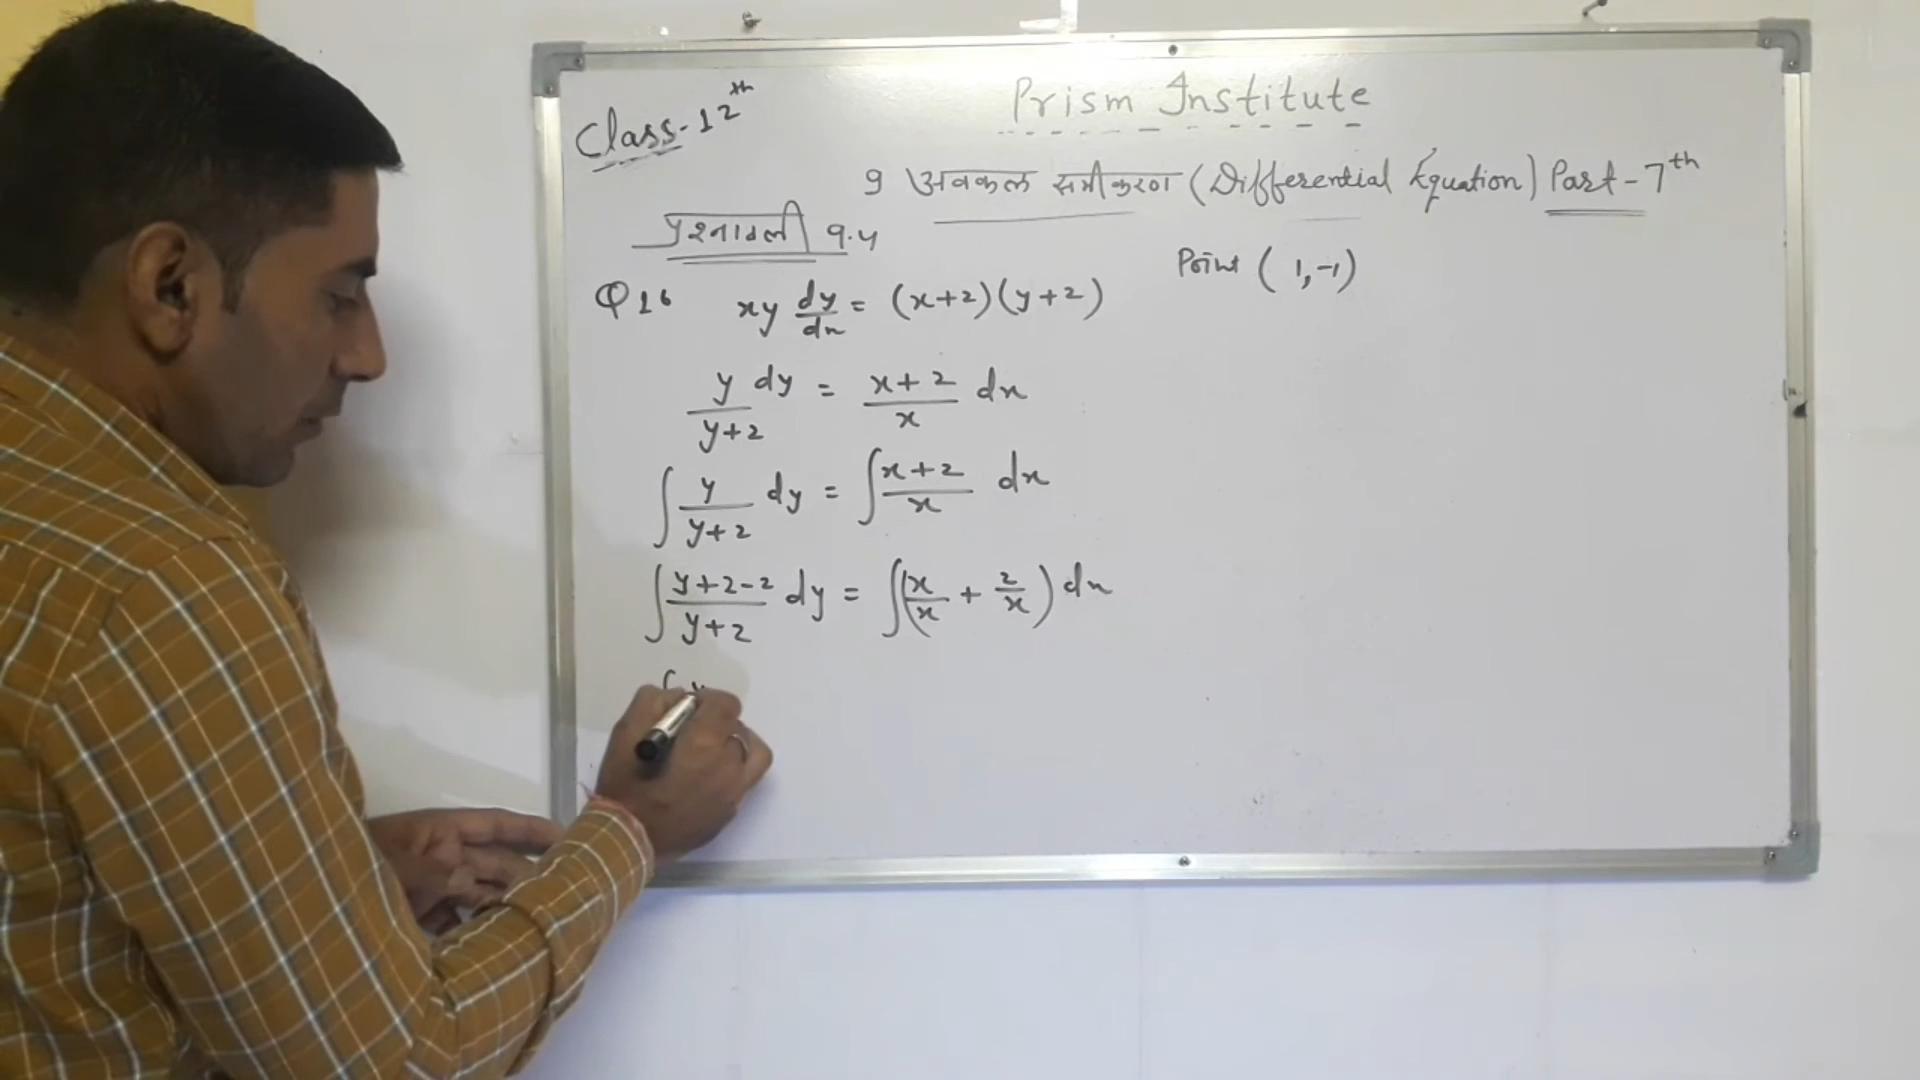 Class-12th
Prism Institute
9 अवकल समीकरण (Differential Equation) Part-7th
प्रश्नावली 9.4
Point (1,-1)
Q16 xy dy/dx = (x+2)(y+2)
y/y+2 dy = x+2/x dx
∫ y/y+2 dy = ∫ x+2/x dx
∫ y+2-2/y+2 dy = ∫(x/x + 2/x) dx